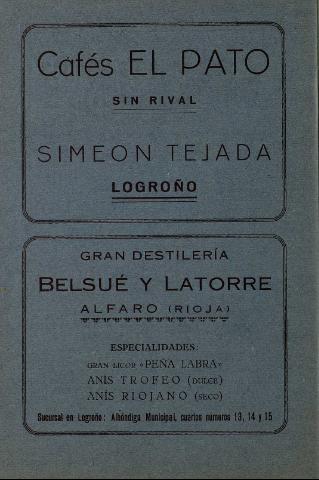 Cafés EL PATO
SIN RIVAL
SIMEON TEJADA
LOGROÑO
GRAN DESTILERÍA
BELSUÉ Y LATORRE
ALFARO (RIOJA)
ESPECIALIDADES:
GRAN LICOR «PEÑA LABRA»
ANÍS TROFEO (DULCE)
ANÍS RIOJANO (SECO)
Sucursal en Logroño: Alhóndiga Municipal, cuartos números 13, 14 y 15